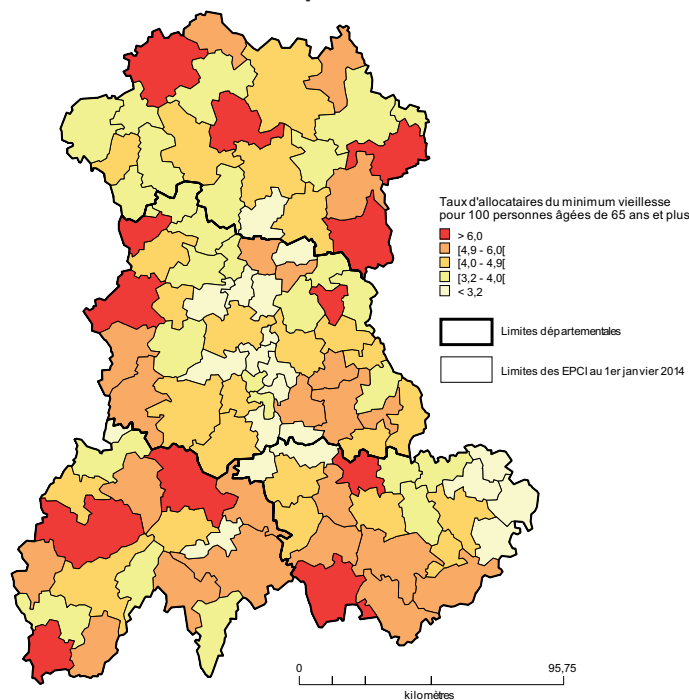 Taux d'allocataires du minimum vieillesse
pour 100 personnes âgées de 65 ans et plus
> 6,0
[4,9 - 6,0[
[4,0 - 4,9[
[3,2 - 4,0[
< 3,2
Limites départementales
Limites des EPCI au 1er janvier 2014
0 95,75
kilomètres